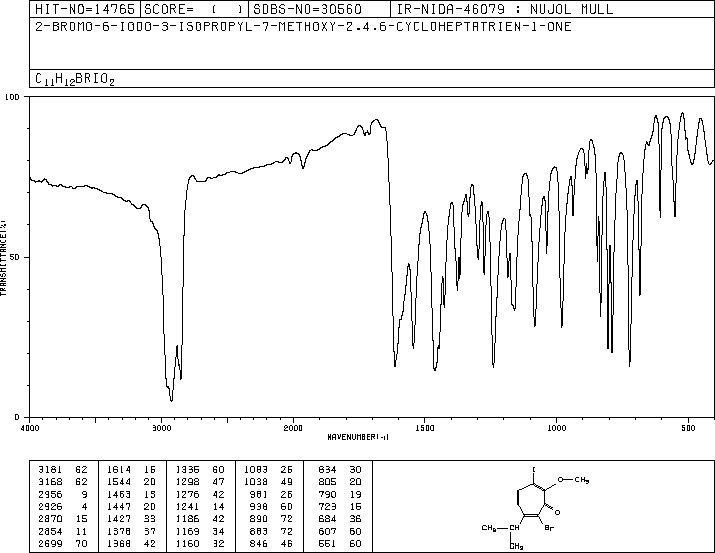 HIT-NO=14765 SCORE= ( ) SDBS-NO=30560 IR-NIDA-46079 : NUJOL MULL
2-BROMO-6-IODO-3-ISOPROPYL-7-METHOXY-2,4,6-CYCLOHEPTATRIEN-1-ONE
C11H12BRIO2
100
50
0
TRANSMITTANCE(%)
4000 3000 2000 1500 1000 500
WAVENUMBER(-1)
3181 62 1614 16 1336 60 1083 26 834 30
3168 62 1544 20 1298 47 1038 49 805 20
2956 9 1463 13 1276 42 981 26 790 19
2926 4 1447 20 1241 14 938 60 723 15
2870 15 1427 33 1186 42 890 72 684 36
2854 11 1378 37 1169 34 883 72 607 60
2699 70 1368 42 1160 32 846 46 551 60
I
O CH3
O
Br
CH3
CH3